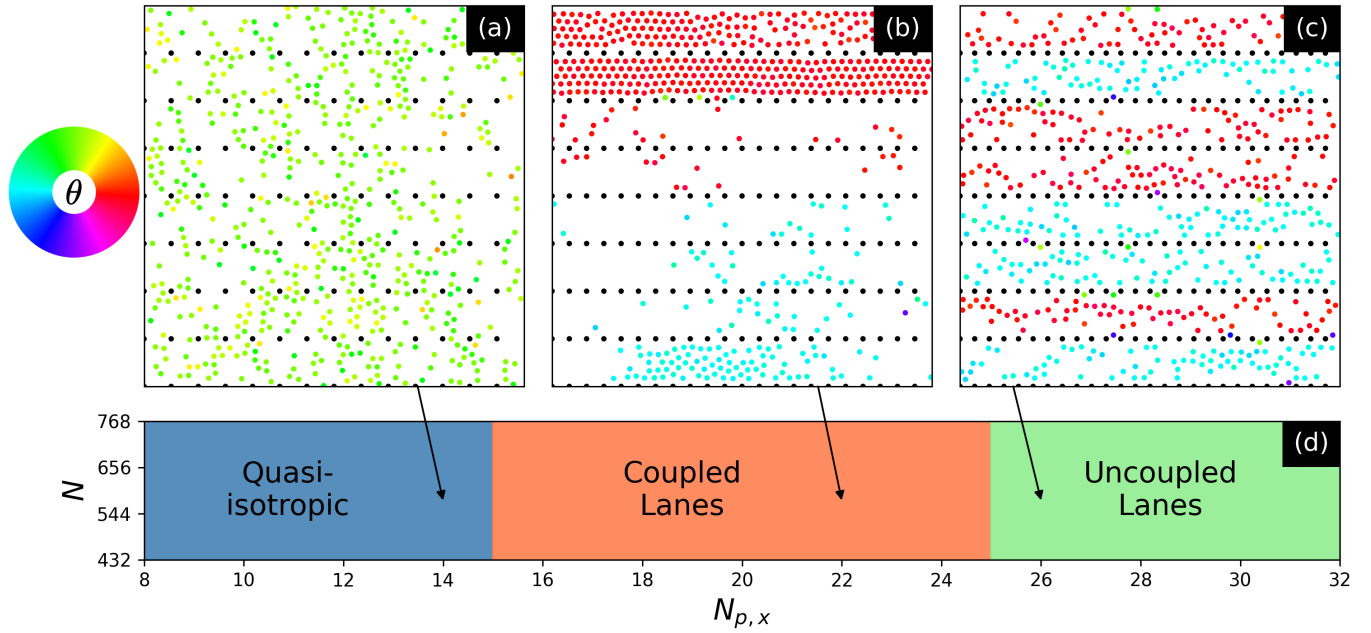 (a)
(b)
(c)
θ
(d)
768
656
544
432
N
Quasi-
isotropic
Coupled
Lanes
Uncoupled
Lanes
8 10 12 14 16 18 20 22 24 26 28 30 32
N_{p, x}